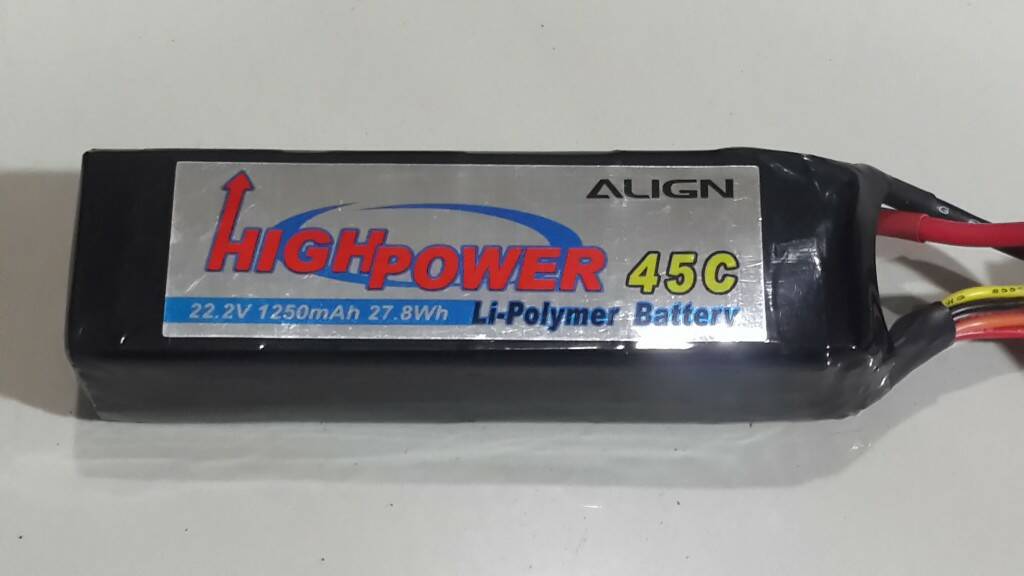 ALIGN
HIGHPOWER 45C
22.2V 1250mAh 27.8Wh Li-Polymer Battery